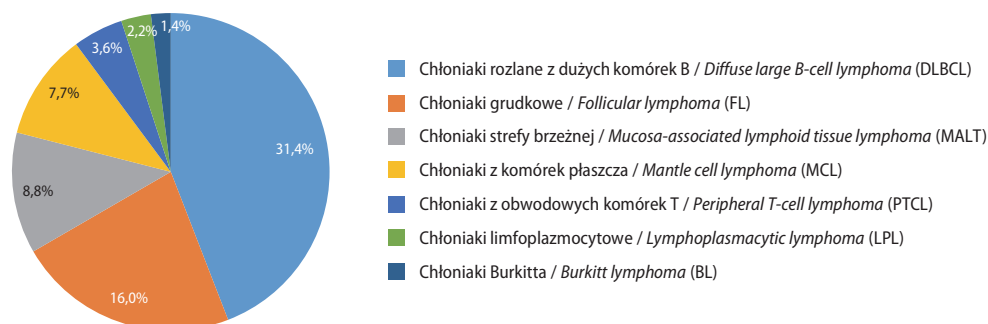 1,4%
2,2%
3,6%
7,7%
31,4%
8,8%
16,0%
Chłoniaki rozlane z dużych komórek B / Diffuse large B-cell lymphoma (DLBCL)
Chłoniaki grudkowe / Follicular lymphoma (FL)
Chłoniaki strefy brzeżnej / Mucosa-associated lymphoid tissue lymphoma (MALT)
Chłoniaki z komórek płaszcza / Mantle cell lymphoma (MCL)
Chłoniaki z obwodowych komórek T / Peripheral T-cell lymphoma (PTCL)
Chłoniaki limfoplazmocytowe / Lymphoplasmacytic lymphoma (LPL)
Chłoniaki Burkitta / Burkitt lymphoma (BL)